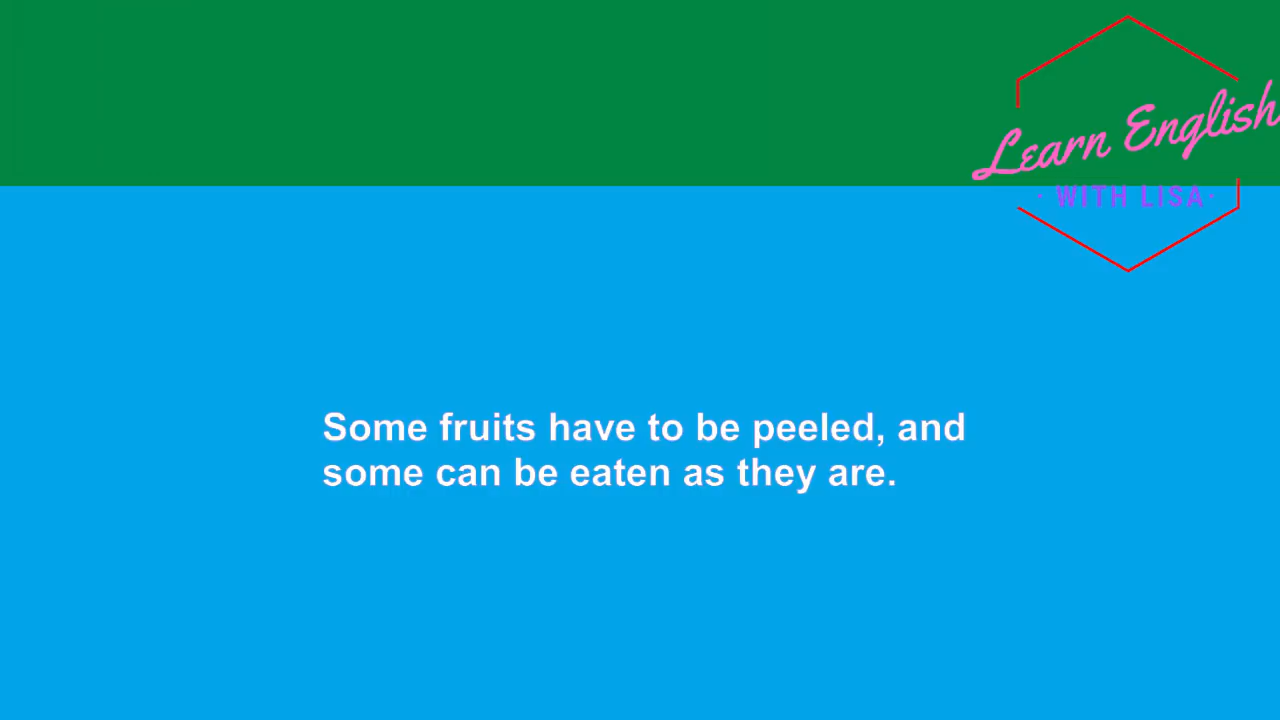 Learn English
· WITH LISA·
Some fruits have to be peeled, and
some can be eaten as they are.